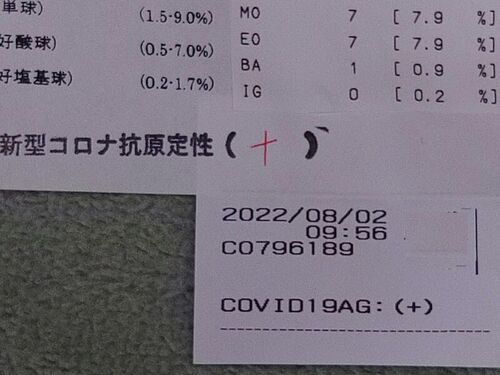 単球) (1.5-9.0%) MO 7 [ 7.9 %]
好酸球) (0.5-7.0%) EO 7 [ 7.9 %]
好塩基球) (0.2-1.7%) BA 1 [ 0.9 %]
IG 0 [ 0.2 %]
新型コロナ抗原定性 ( + )
2022/08/02
09:56
C0796189
COVID19AG:(+)